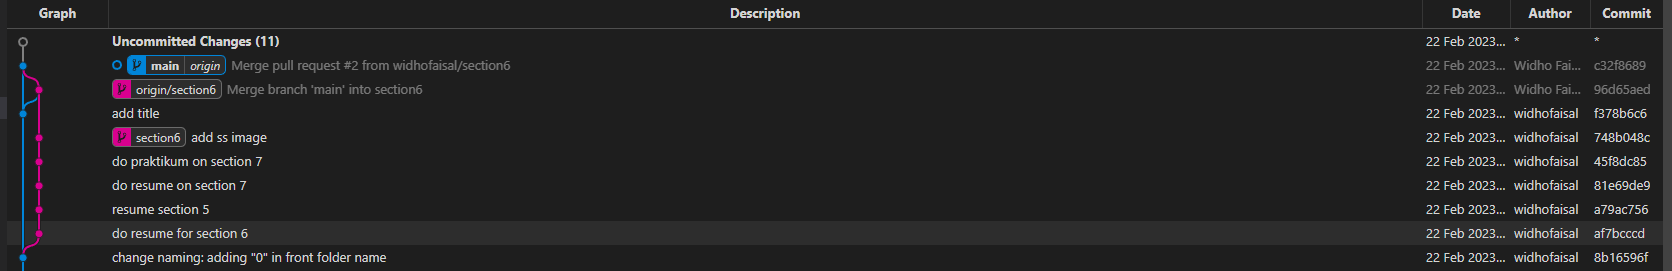 Graph Description Date Author Commit
Uncommitted Changes (11) 22 Feb 2023... * *
main origin Merge pull request #2 from widhofaisal/section6 22 Feb 2023... Widho Fai... c32f8689
origin/section6 Merge branch 'main' into section6 22 Feb 2023... Widho Fai... 96d65aed
add title 22 Feb 2023... widhofaisal f378b6c6
section6 add ss image 22 Feb 2023... widhofaisal 748b048c
do praktikum on section 7 22 Feb 2023... widhofaisal 45f8dc85
do resume on section 7 22 Feb 2023... widhofaisal 81e69de9
resume section 5 22 Feb 2023... widhofaisal a79ac756
do resume for section 6 22 Feb 2023... widhofaisal af7bcccd
change naming: adding "0" in front folder name 22 Feb 2023... widhofaisal 8b16596f